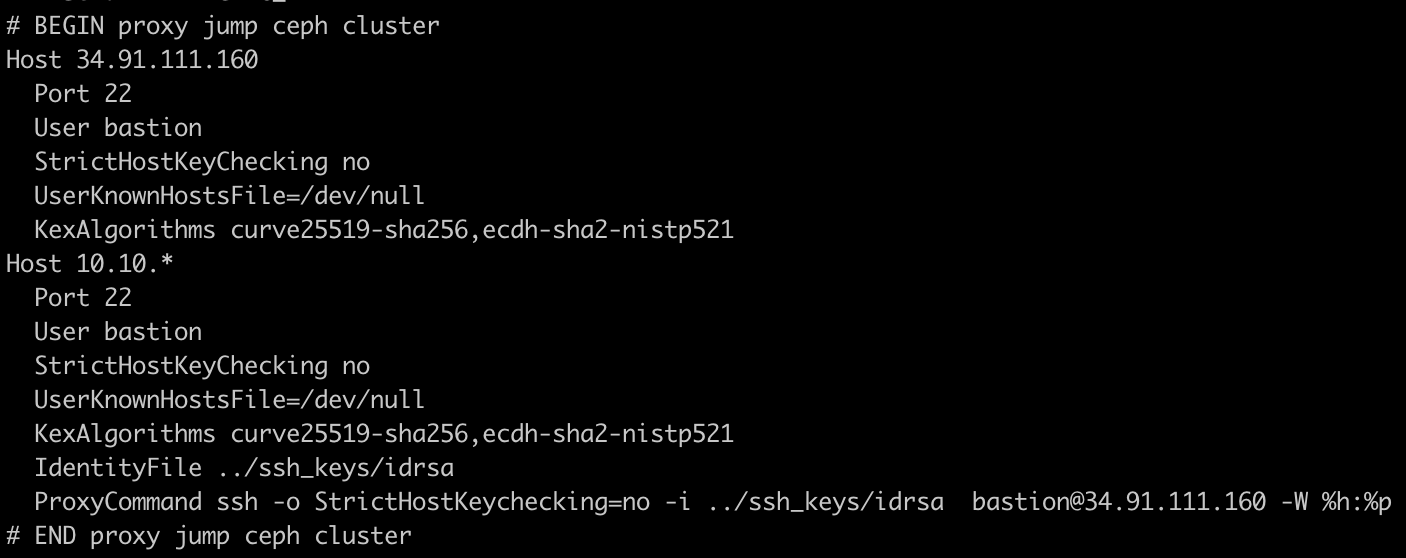 # BEGIN proxy jump ceph cluster
Host 34.91.111.160
  Port 22
  User bastion
  StrictHostKeyChecking no
  UserKnownHostsFile=/dev/null
  KexAlgorithms curve25519-sha256,ecdh-sha2-nistp521
Host 10.10.*
  Port 22
  User bastion
  StrictHostKeyChecking no
  UserKnownHostsFile=/dev/null
  KexAlgorithms curve25519-sha256,ecdh-sha2-nistp521
  IdentityFile ../ssh_keys/idrsa
  ProxyCommand ssh -o StrictHostKeychecking=no -i ../ssh_keys/idrsa  bastion@34.91.111.160 -W %h:%p
# END proxy jump ceph cluster